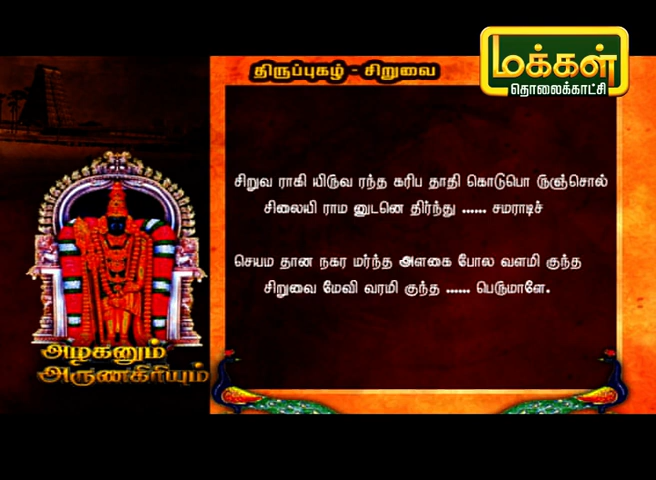 மக்கள்
தொலைக்காட்சி
திருப்புகழ் - சிறுவை
சிறுவ ராகி யிருவ ரந்த கரிப தாதி கொடுபொ ருஞ்சொல்
சிலையி ராம னுடனெ திர்ந்து ...... சமராடிச்
செயம தான நகர மர்ந்த அளகை போல வளமி குந்த
சிறுவை மேவி வரமி குந்த ...... பெருமாளே.
அழகனும்
அருணகிரியும்